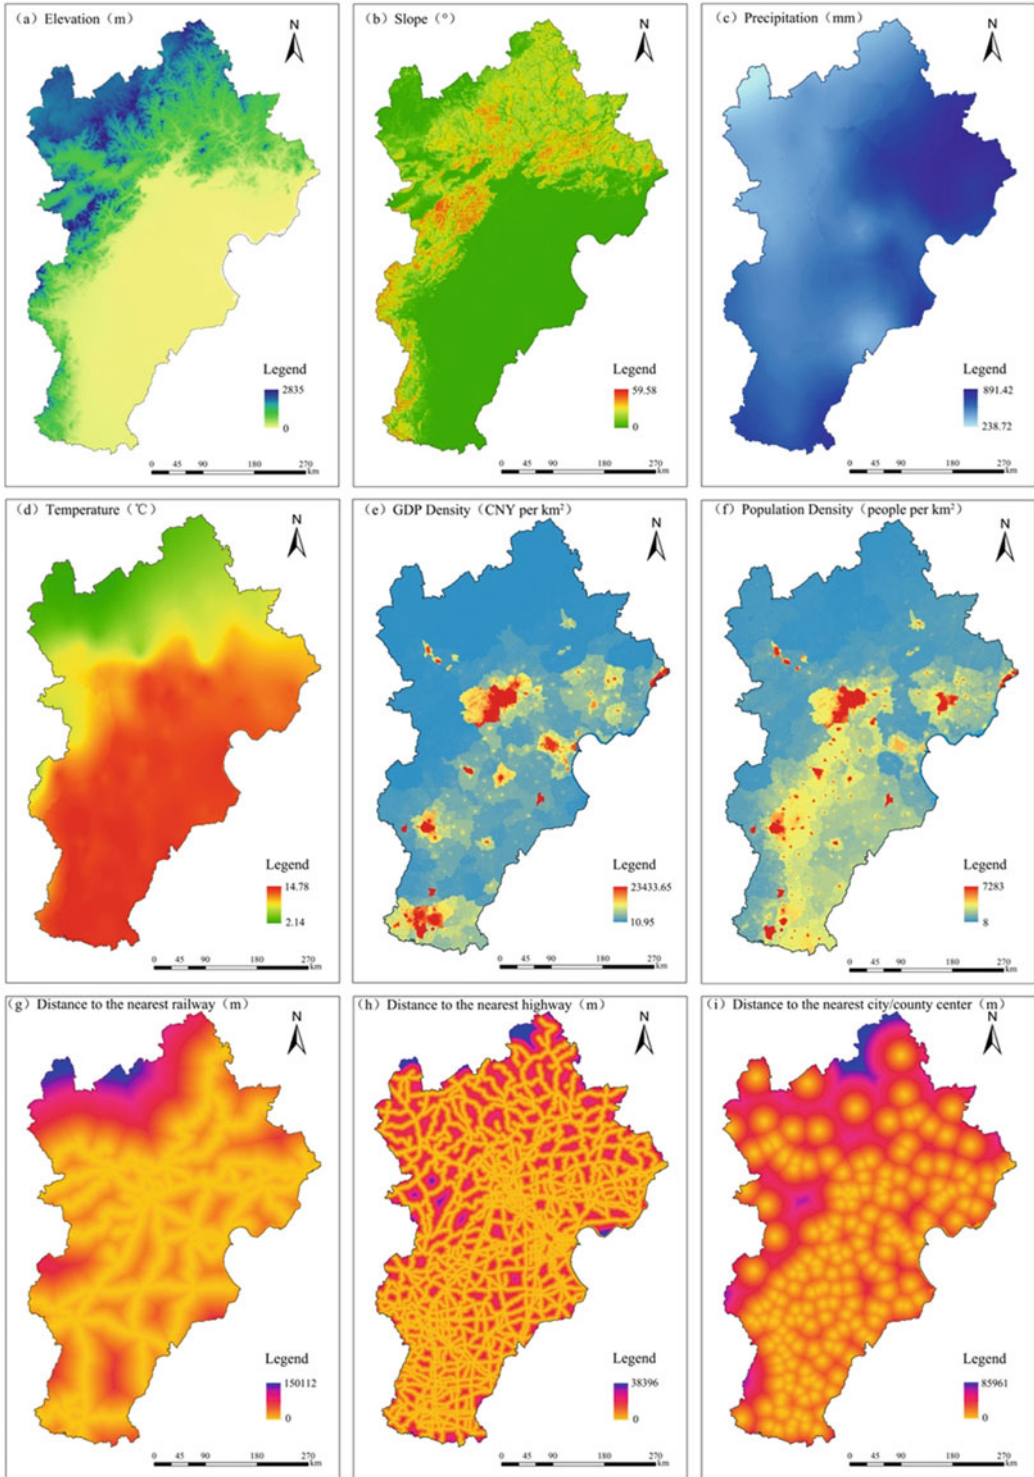 (a) Elevation (m)
N
Legend
2835
0
0 45 90 180 270
km
(b) Slope (°)
N
Legend
59.58
0
0 45 90 180 270
km
(c) Precipitation (mm)
N
Legend
891.42
238.72
0 45 90 180 270
km
(d) Temperature (℃)
N
Legend
14.78
2.14
0 45 90 180 270
km
(e) GDP Density (CNY per km²)
N
Legend
23433.65
10.95
0 45 90 180 270
km
(f) Population Density (people per km²)
N
Legend
7283
8
0 45 90 180 270
km
(g) Distance to the nearest railway (m)
N
Legend
150112
0
0 45 90 180 270
km
(h) Distance to the nearest highway (m)
N
Legend
38396
0
0 45 90 180 270
km
(i) Distance to the nearest city/county center (m)
N
Legend
85961
0
0 45 90 180 270
km